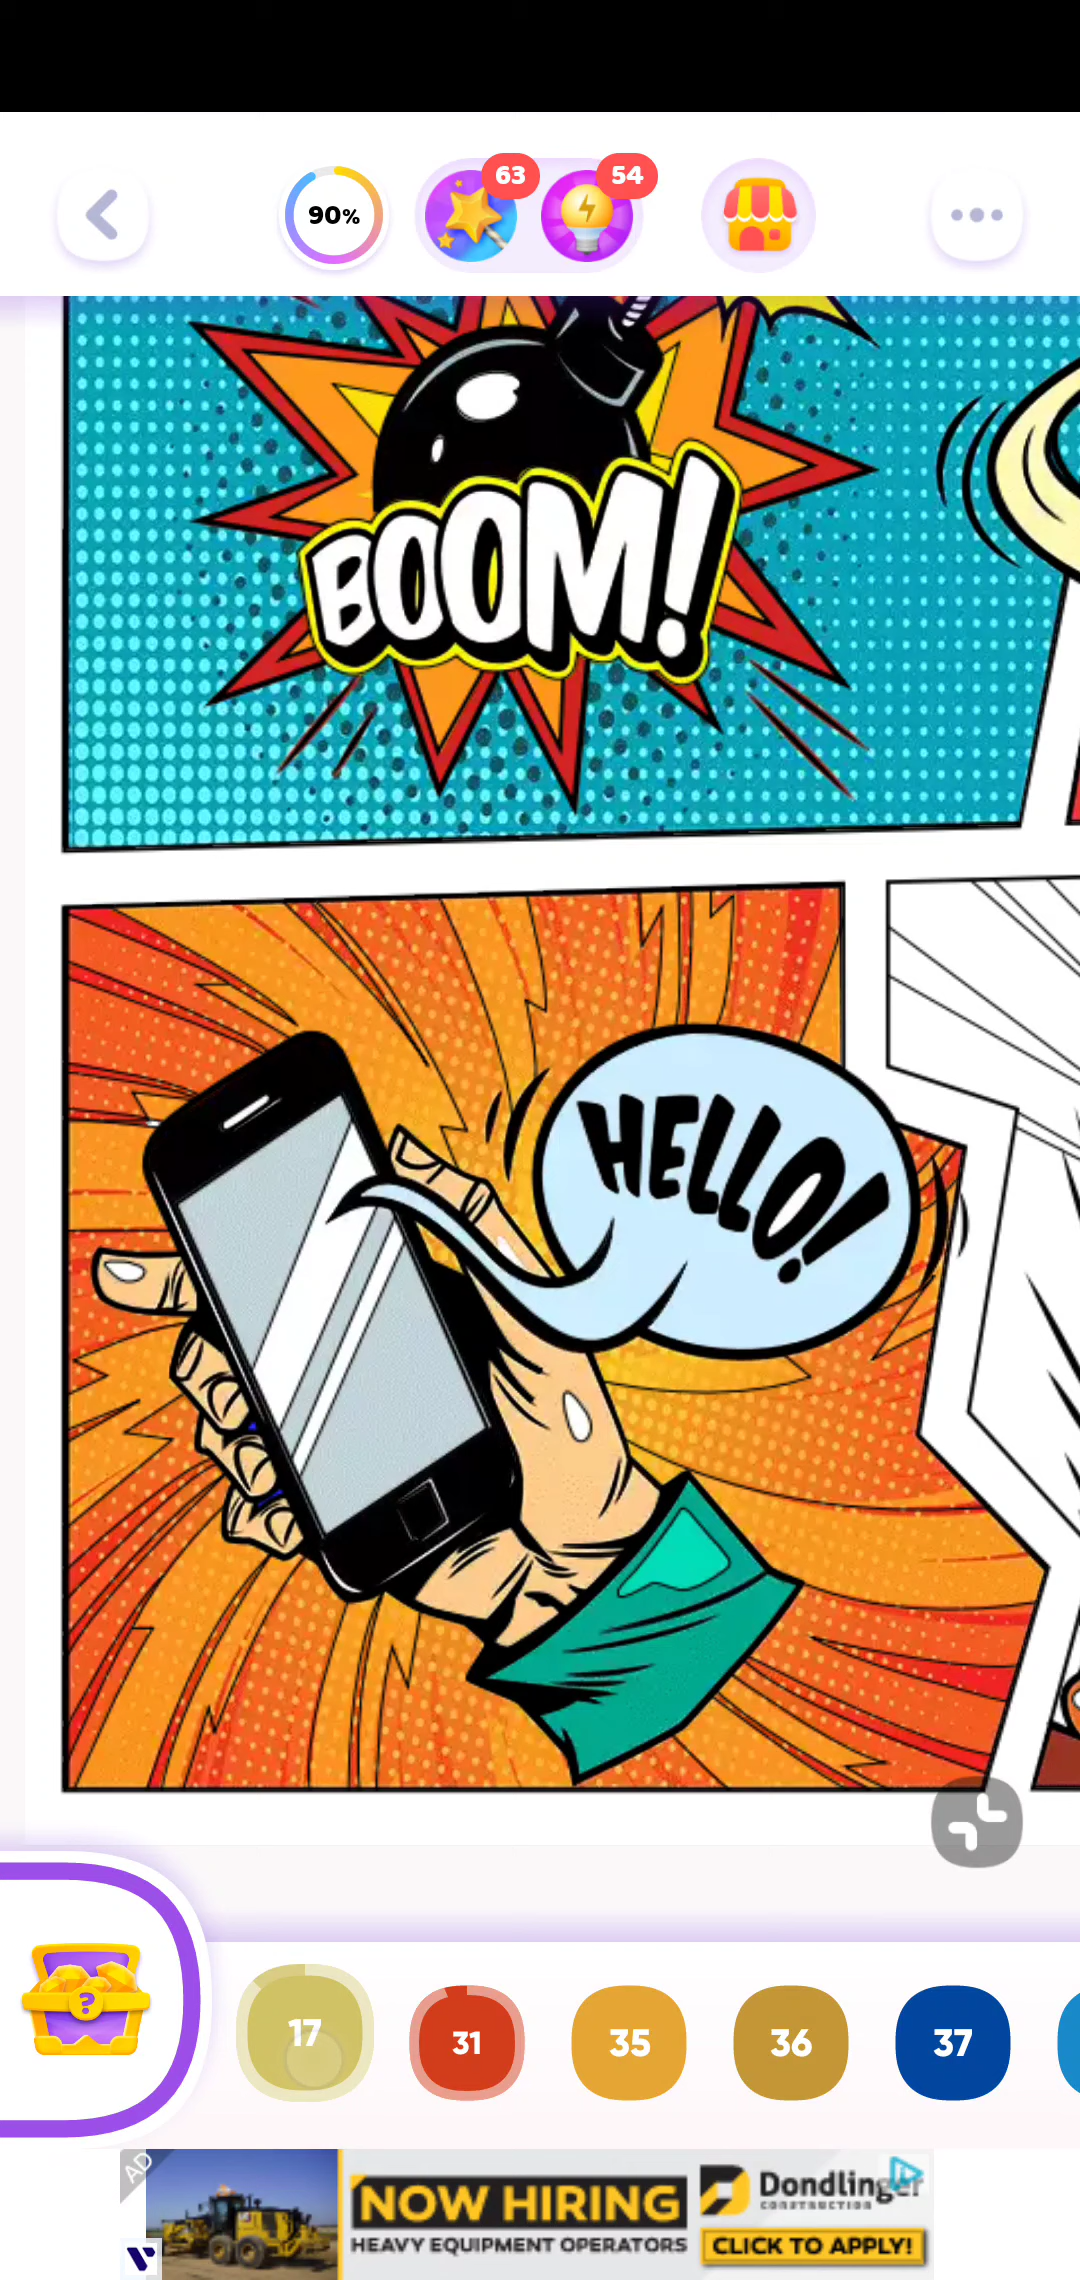 90%
63
54
BOOM!
HELLO!
?
17
31
35
36
37
AD
NOW HIRING
HEAVY EQUIPMENT OPERATORS
Dondlinger
CONSTRUCTION
CLICK TO APPLY!